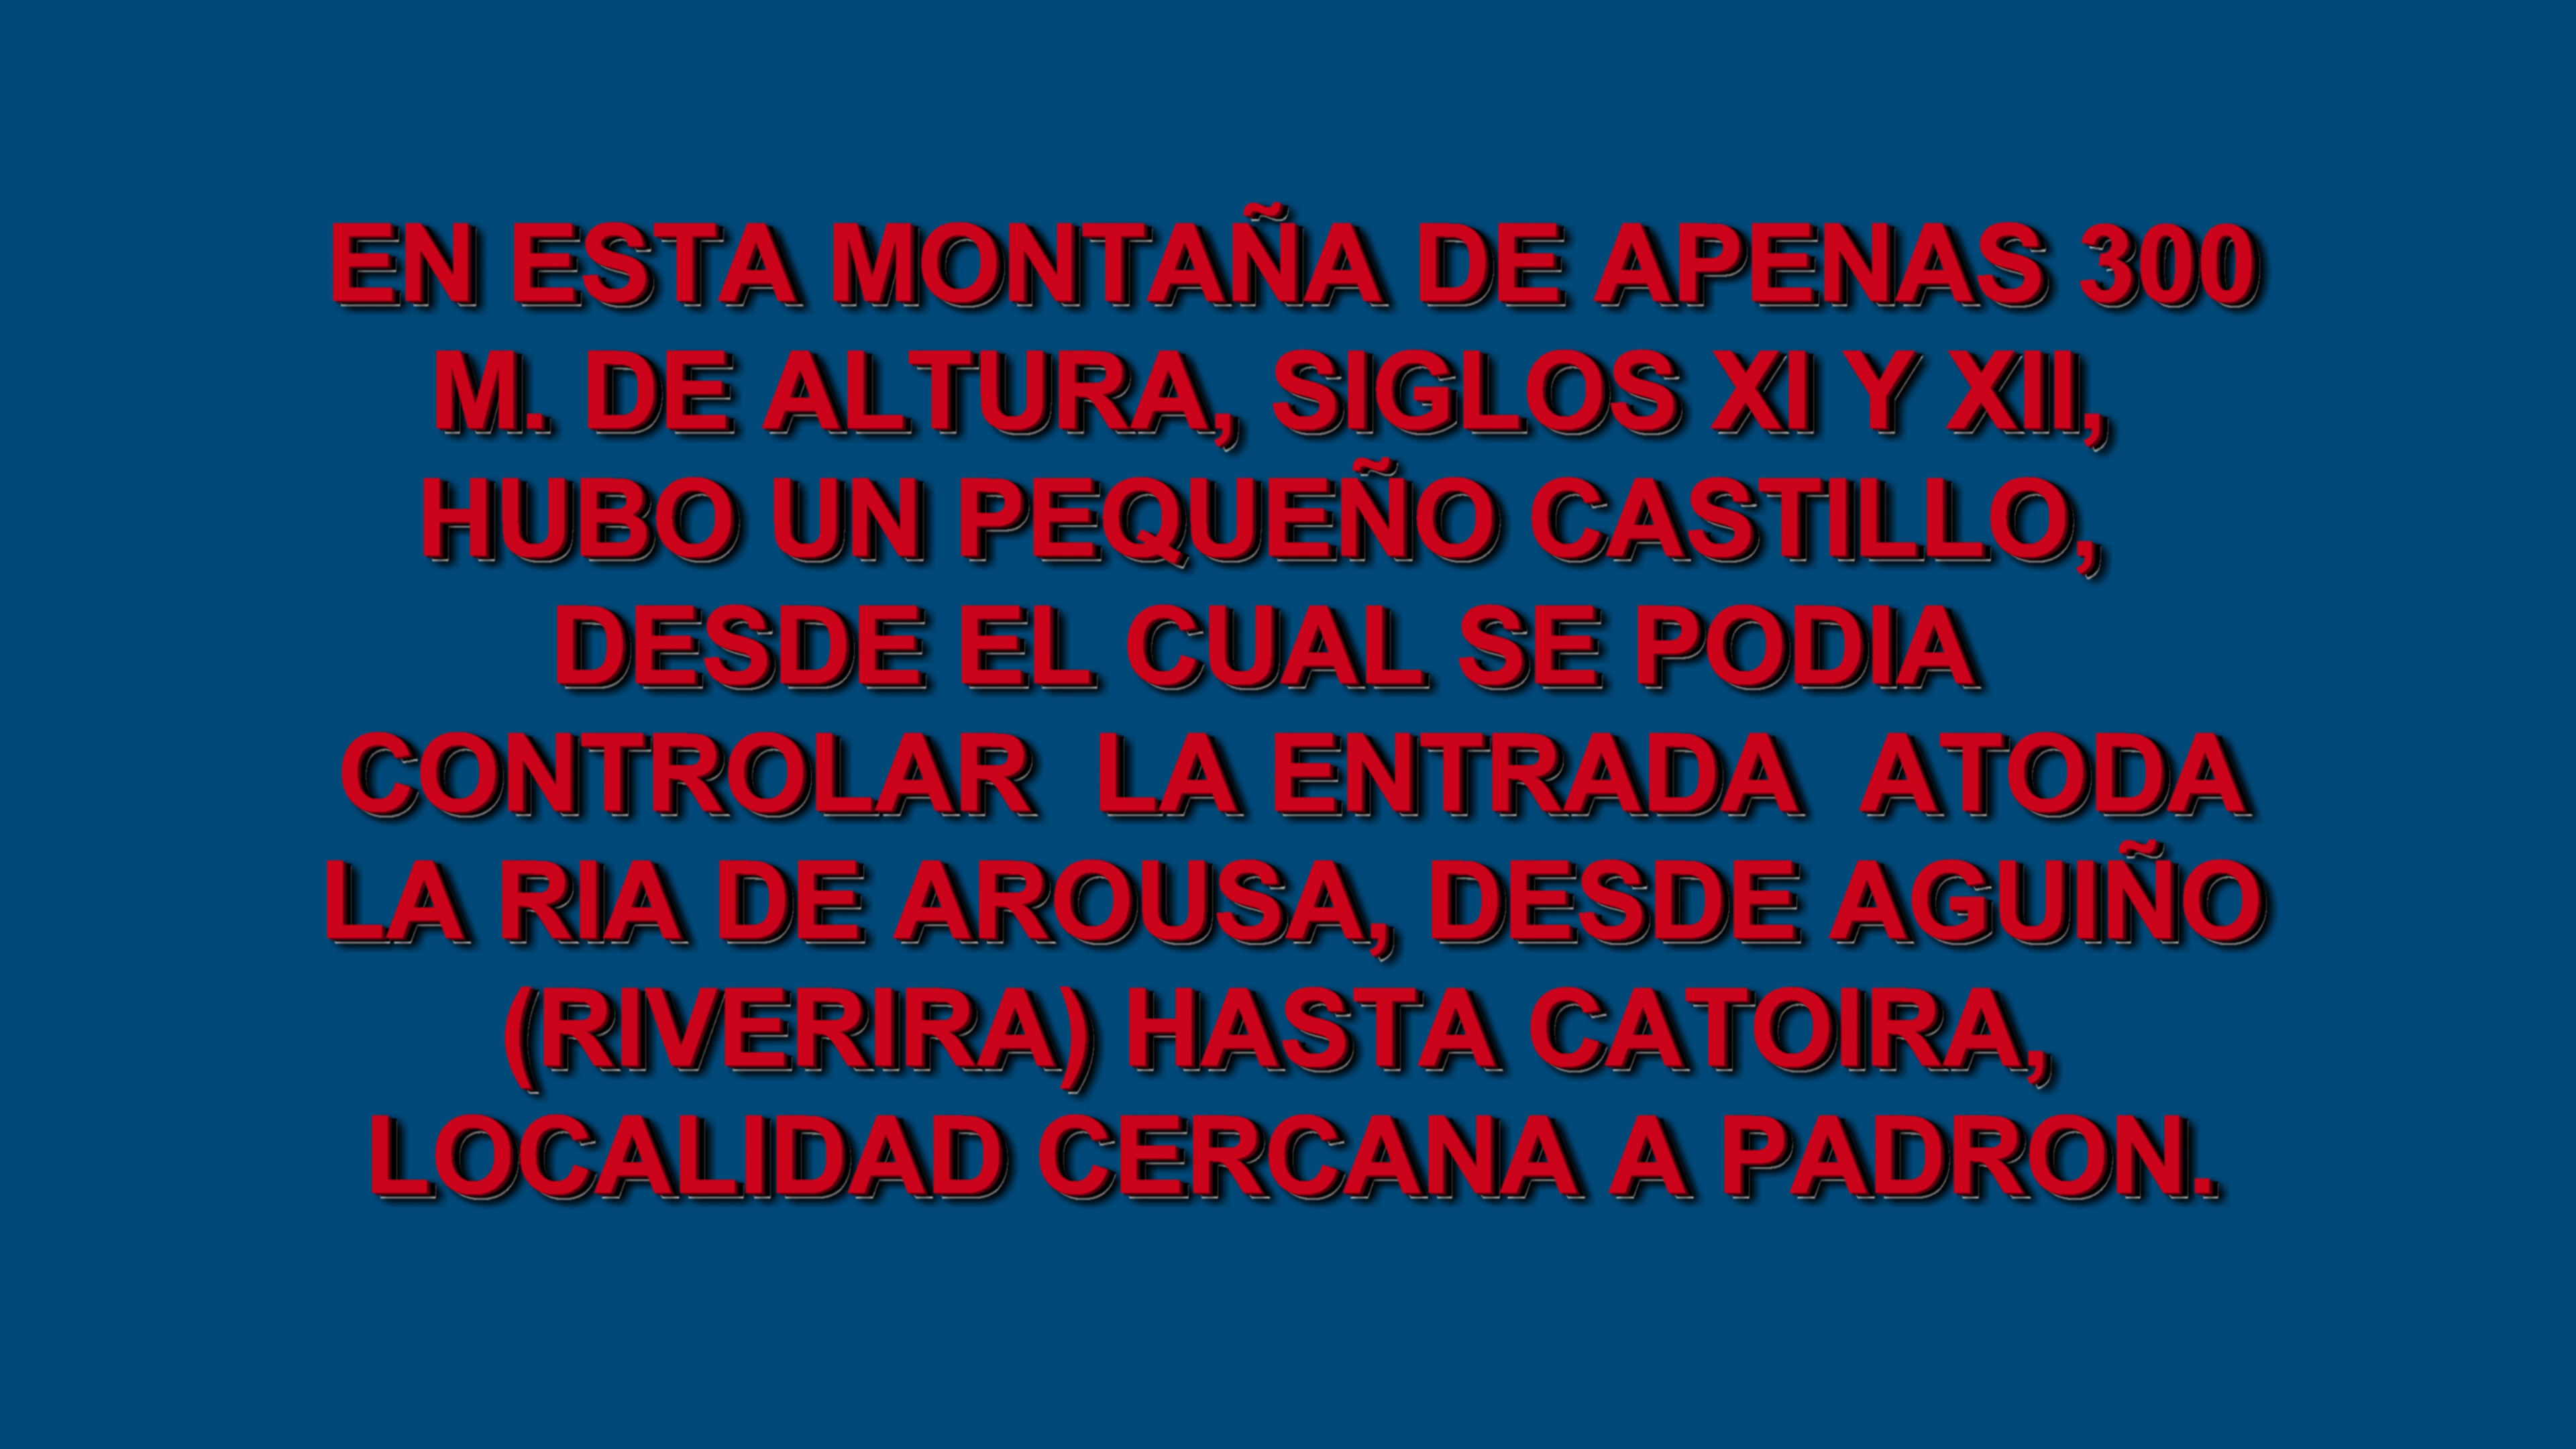 EN ESTA MONTAÑA DE APENAS 300
M. DE ALTURA, SIGLOS XI Y XII,
HUBO UN PEQUEÑO CASTILLO,
DESDE EL CUAL SE PODIA
CONTROLAR  LA ENTRADA  ATODA
LA RIA DE AROUSA, DESDE AGUIÑO
(RIVERIRA) HASTA CATOIRA,
LOCALIDAD CERCANA A PADRON.